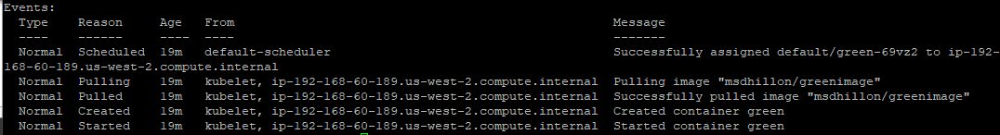 Events:
  Type    Reason     Age   From                                                   Message
  ----    ------     ----  ----                                                   -------
  Normal  Scheduled  19m   default-scheduler                                      Successfully assigned default/green-69vz2 to ip-192-
168-60-189.us-west-2.compute.internal
  Normal  Pulling    19m   kubelet, ip-192-168-60-189.us-west-2.compute.internal  Pulling image "msdhillon/greenimage"
  Normal  Pulled     19m   kubelet, ip-192-168-60-189.us-west-2.compute.internal  Successfully pulled image "msdhillon/greenimage"
  Normal  Created    19m   kubelet, ip-192-168-60-189.us-west-2.compute.internal  Created container green
  Normal  Started    19m   kubelet, ip-192-168-60-189.us-west-2.compute.internal  Started container green